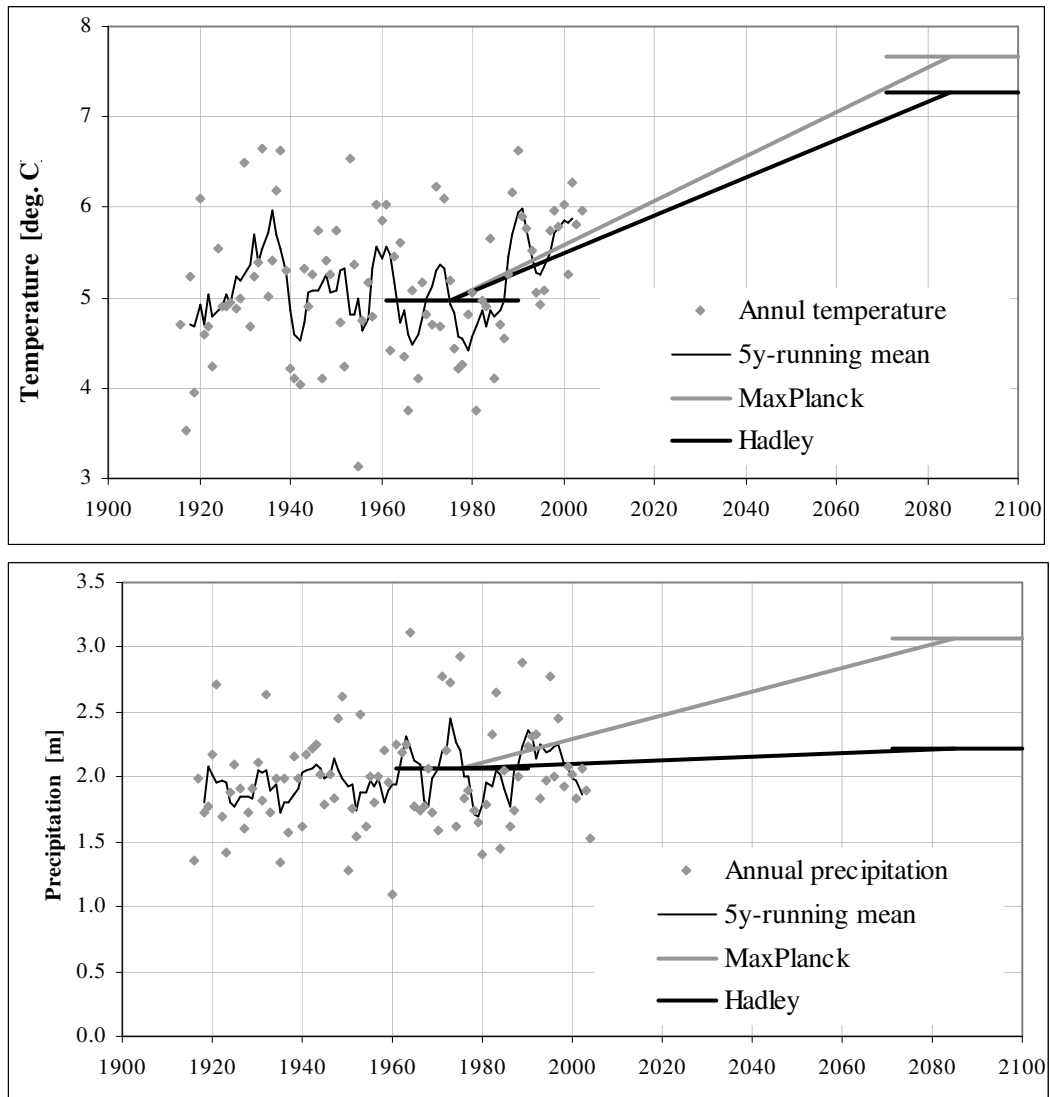 8
7
6
5
4
3
Temperature [deg. C]
1900 1920 1940 1960 1980 2000 2020 2040 2060 2080 2100
Annul temperature
5y-running mean
MaxPlanck
Hadley
3.5
3.0
2.5
2.0
1.5
1.0
0.5
0.0
Precipitation [m]
1900 1920 1940 1960 1980 2000 2020 2040 2060 2080 2100
Annual precipitation
5y-running mean
MaxPlanck
Hadley